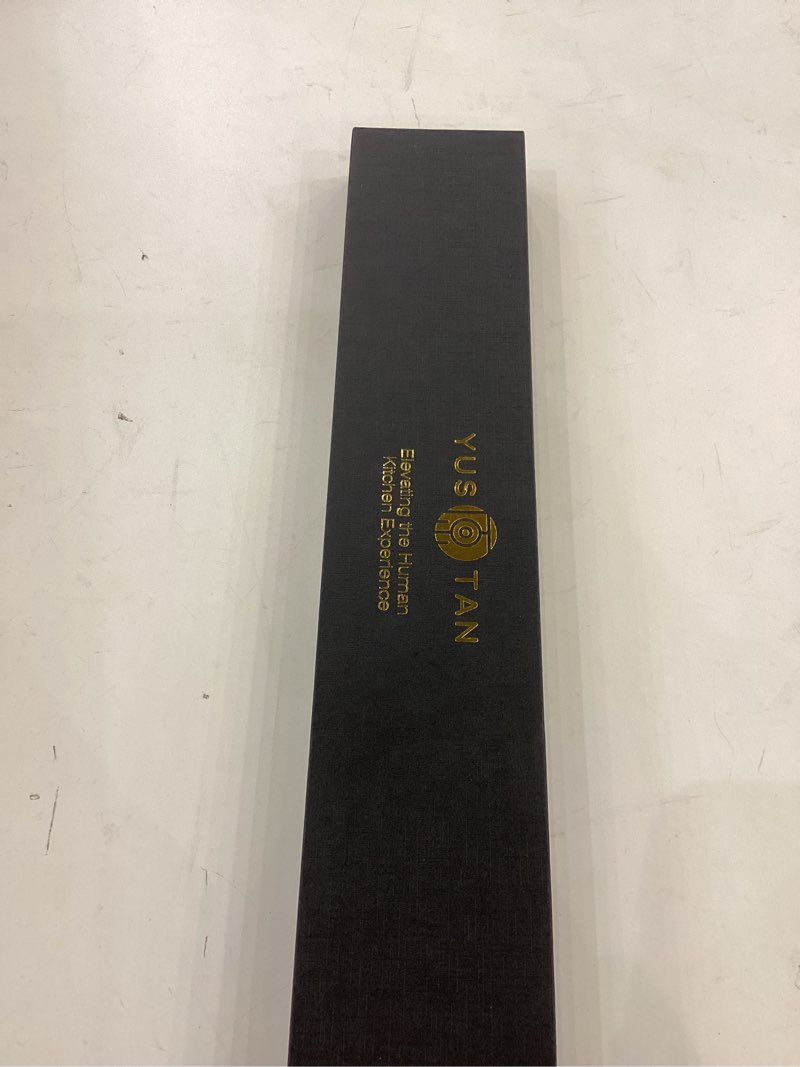 YUS TAN
Elevating the Human
Kitchen Experience